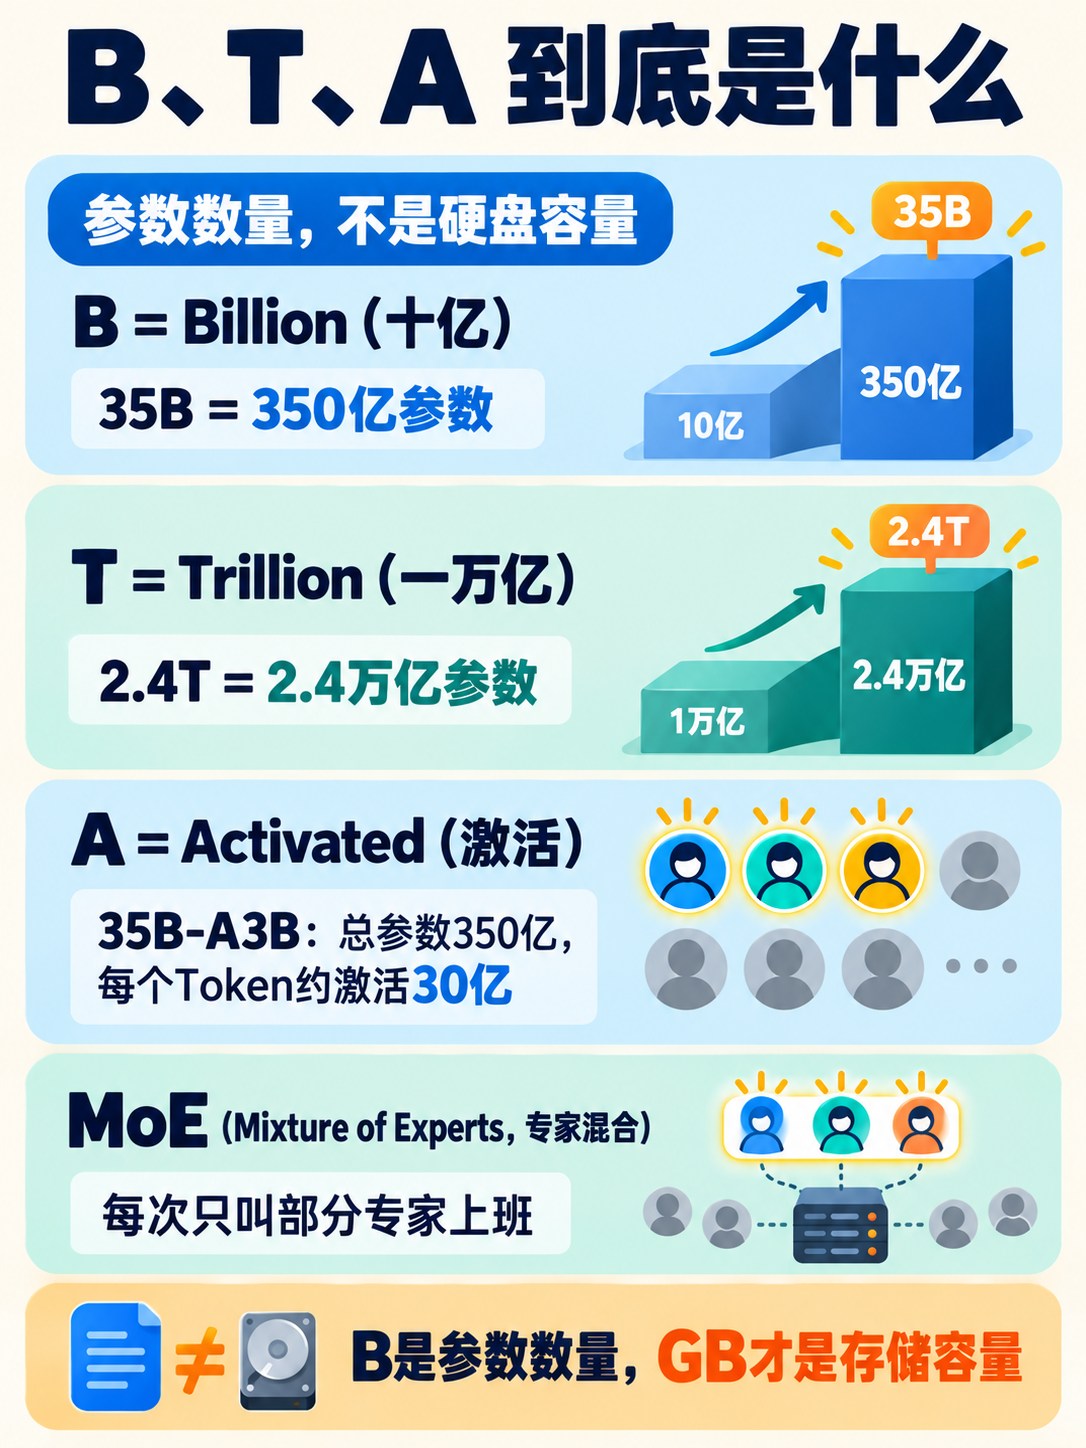 B、T、A 到底是什么
参数数量，不是硬盘容量
B = Billion（十亿）
35B = 350亿参数
35B
10亿
350亿
T = Trillion（一万亿）
2.4T = 2.4万亿参数
2.4T
1万亿
2.4万亿
A = Activated（激活）
35B-A3B：总参数350亿，
每个Token约激活30亿
MoE（Mixture of Experts，专家混合）
每次只叫部分专家上班
≠
B是参数数量，GB才是存储容量